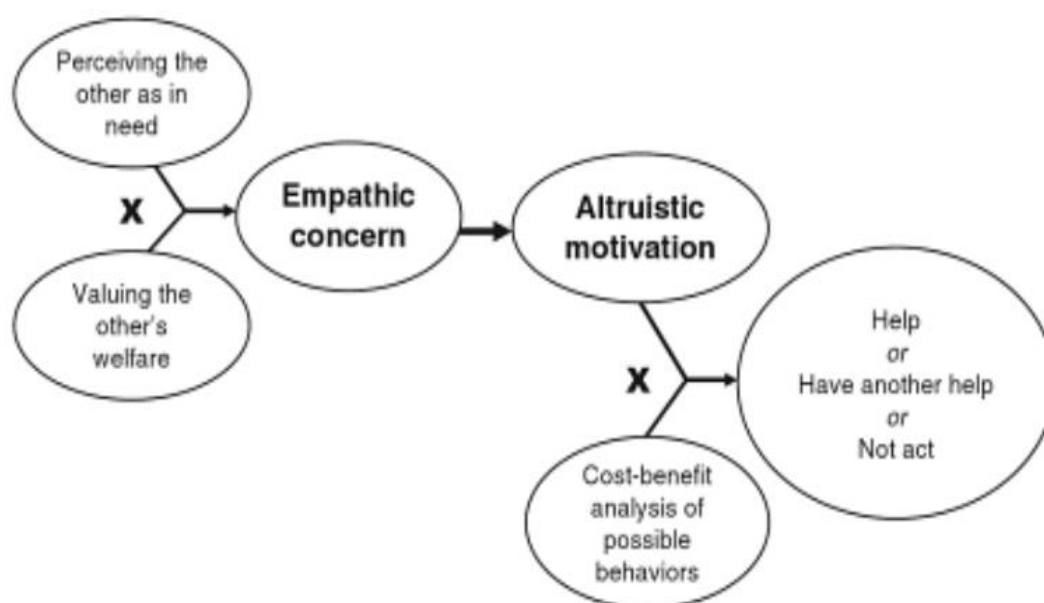 Perceiving the
other as in
need
X
Valuing the
other's
welfare
Empathic
concern
Altruistic
motivation
X
Cost-benefit
analysis of
possible
behaviors
Help
or
Have another help
or
Not act